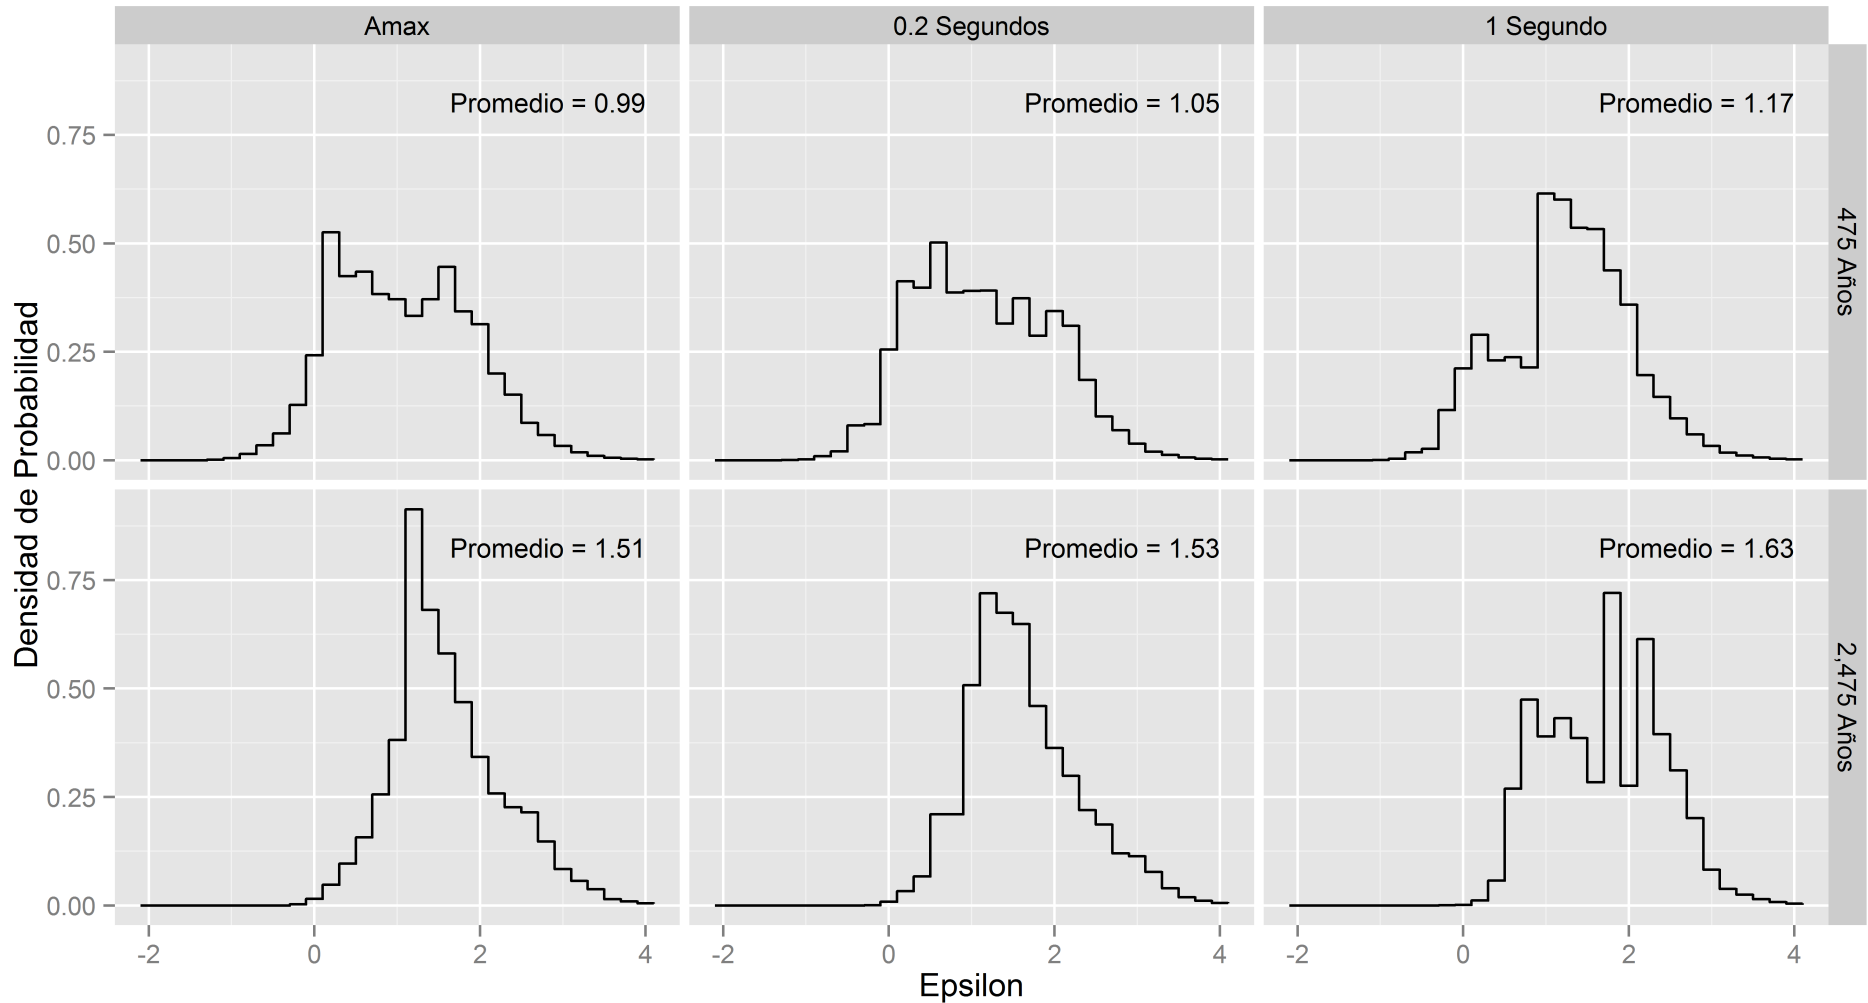 Amax
0.2 Segundos
1 Segundo
Promedio = 0.99
Promedio = 1.05
Promedio = 1.17
0.75
0.50
0.25
0.00
475 Años
Densidad de Probabilidad
Promedio = 1.51
Promedio = 1.53
Promedio = 1.63
0.75
0.50
0.25
0.00
2,475 Años
-2 0 2 4
-2 0 2 4
-2 0 2 4
Epsilon